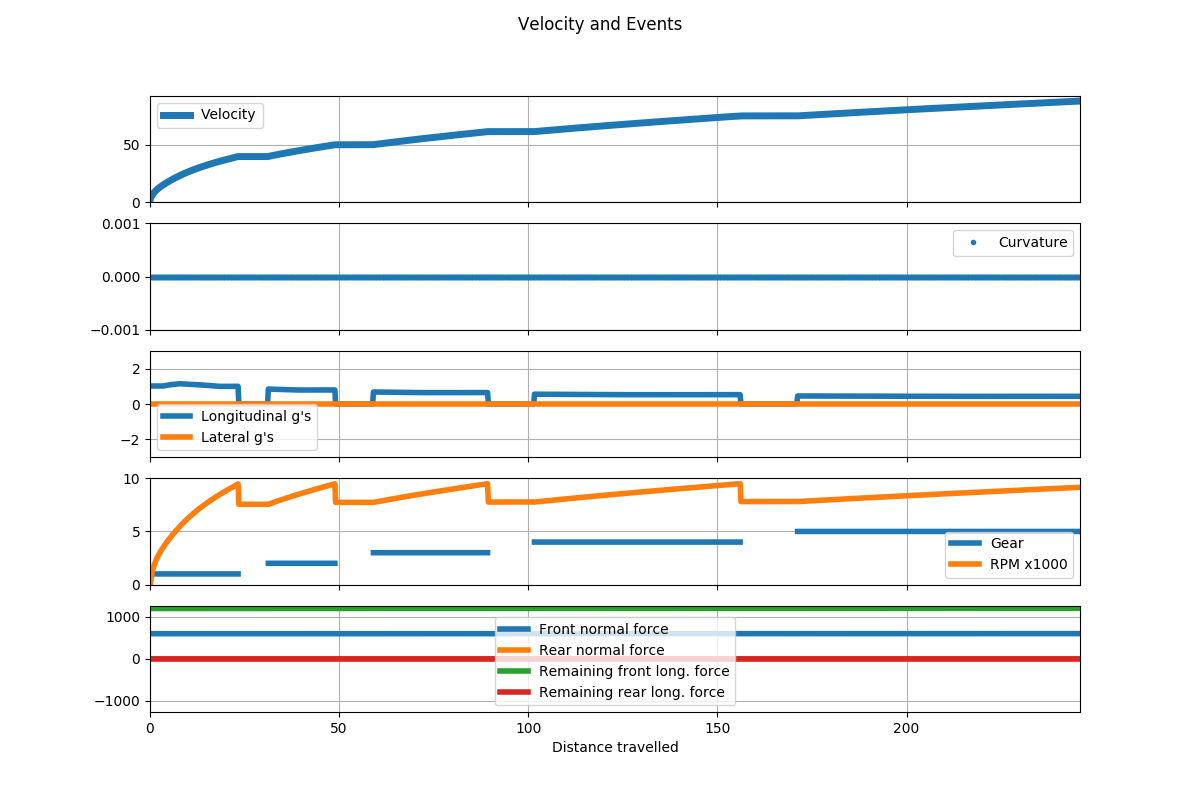 Velocity and Events
Velocity
50
0
0.001
0.000
−0.001
Curvature
2
0
−2
Longitudinal g's
Lateral g's
10
5
0
Gear
RPM x1000
1000
0
−1000
Front normal force
Rear normal force
Remaining front long. force
Remaining rear long. force
0 50 100 150 200
Distance travelled